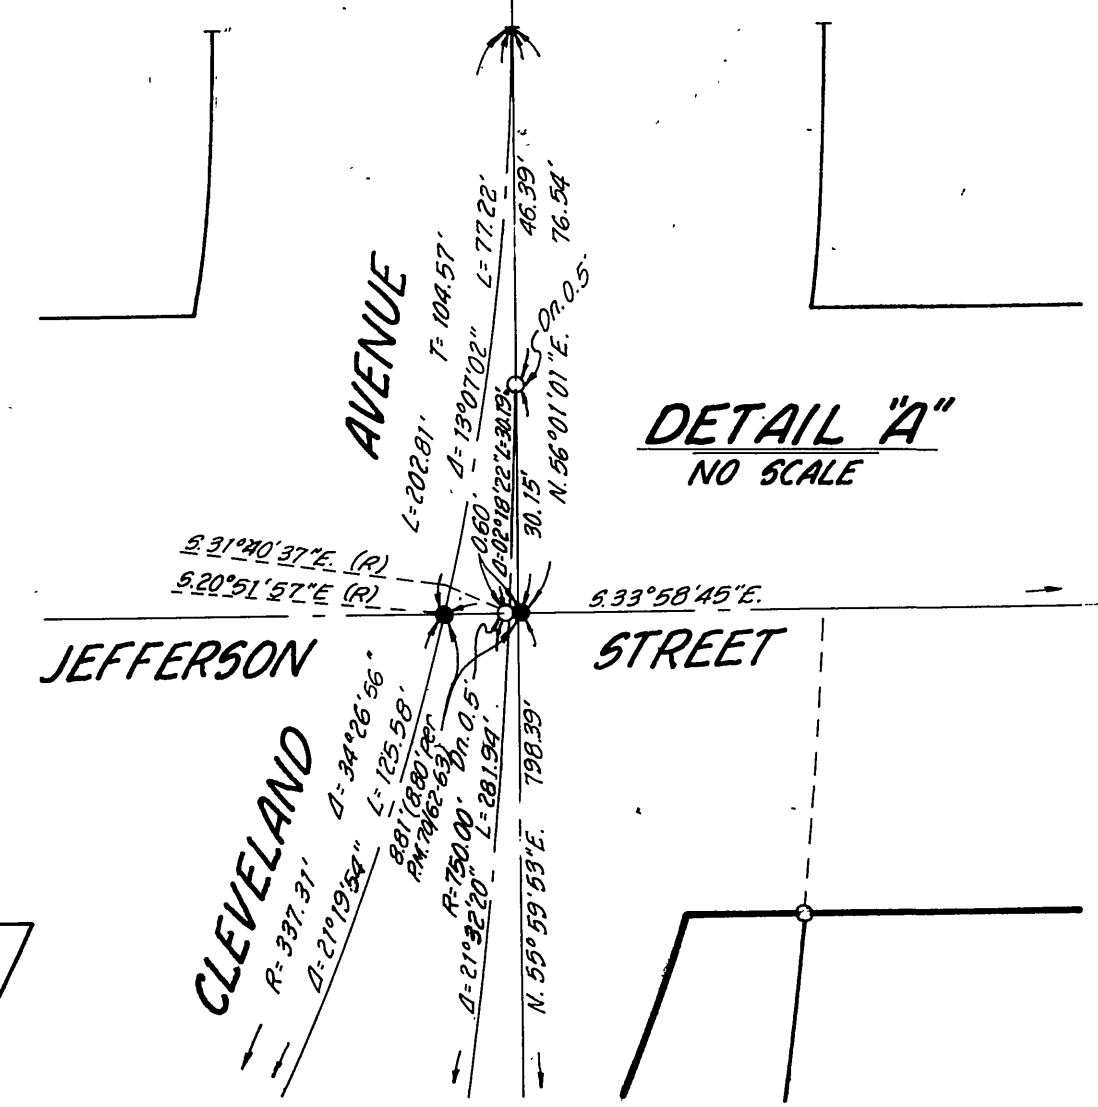 46.39'
76.54'
L=77.22'
T=104.57'
AVENUE
Δ=13°07'02"
Dn. 0.5'
N. 56°01'01"E.
L=202.81'
Δ=02°18'22" L=30.19'
0.60'
30.15'
DETAIL "A"
NO SCALE
S.31°40'37"E. (R)
S.20°51'57"E (R)
S.33°58'45"E.
JEFFERSON STREET
Δ=34°26'56"
L=125.58'
8.81' (8.80' per
P.M. 70/62-63)
Dn. 0.5'
L=281.94'
798.39'
CLEVELAND
R=337.31'
Δ=21°19'54"
R=750.00'
Δ=21°32'20"
N. 55°59'53"E.